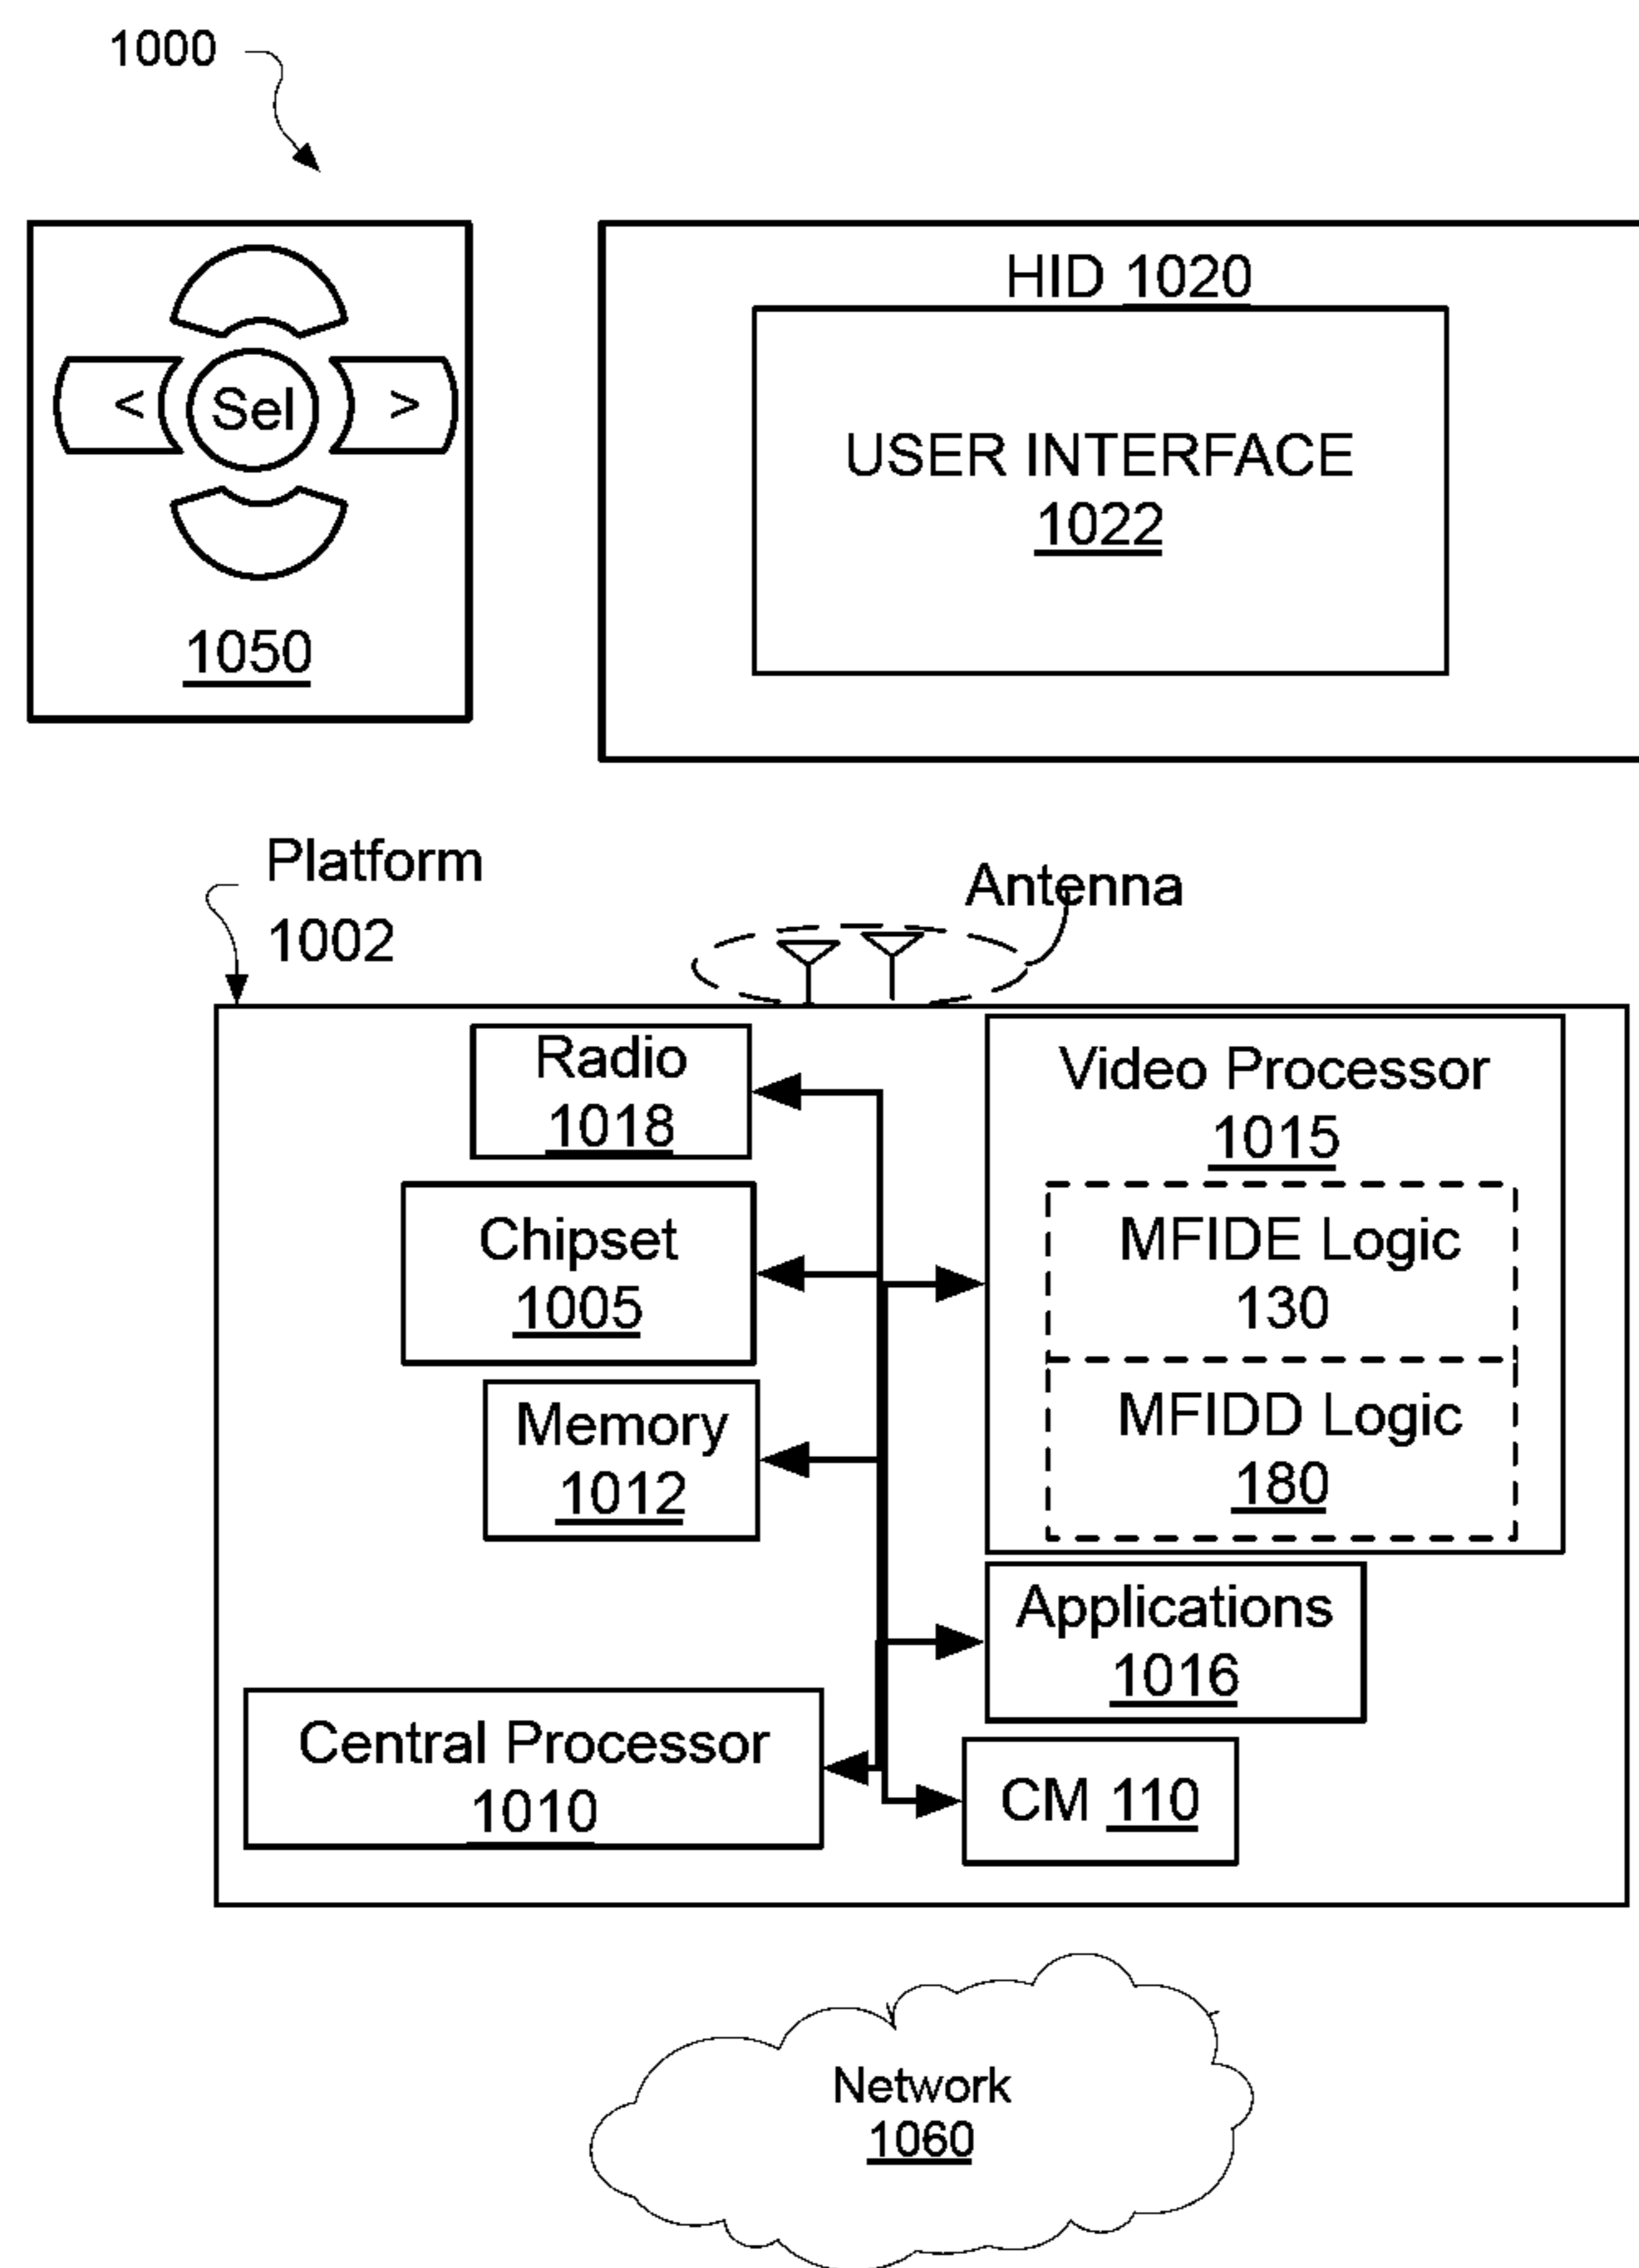 1000
HID 1020
< Sel >
USER INTERFACE
1022
1050
Platform
1002
Antenna
Radio
1018
Video Processor
1015
Chipset
1005
MFIDE Logic
130
Memory
1012
MFIDD Logic
180
Applications
1016
Central Processor
1010
CM 110
Network
1060